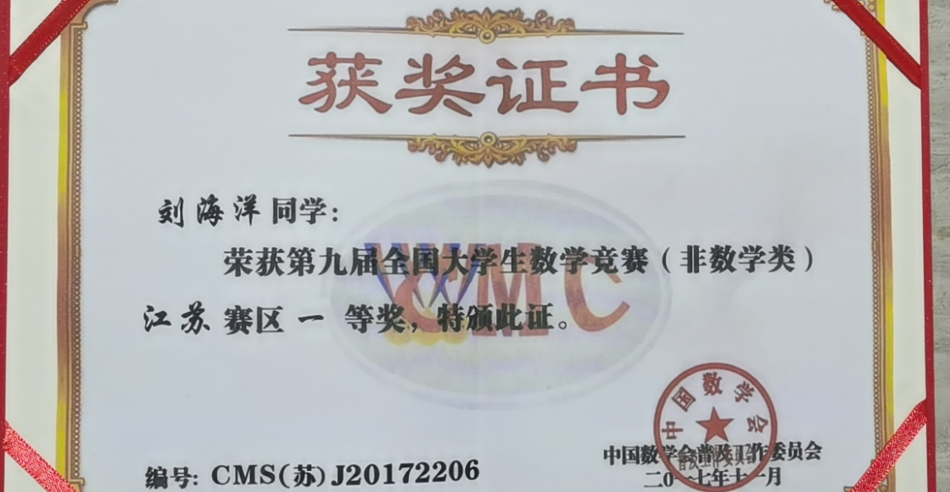 获奖证书
刘海洋同学：
荣获第九届全国大学生数学竞赛（非数学类）
江苏赛区一等奖，特颁此证。
CMC
中国数学会
中国数学会普及工作委员会
二〇一七年十一月
编号：CMS(苏)J20172206